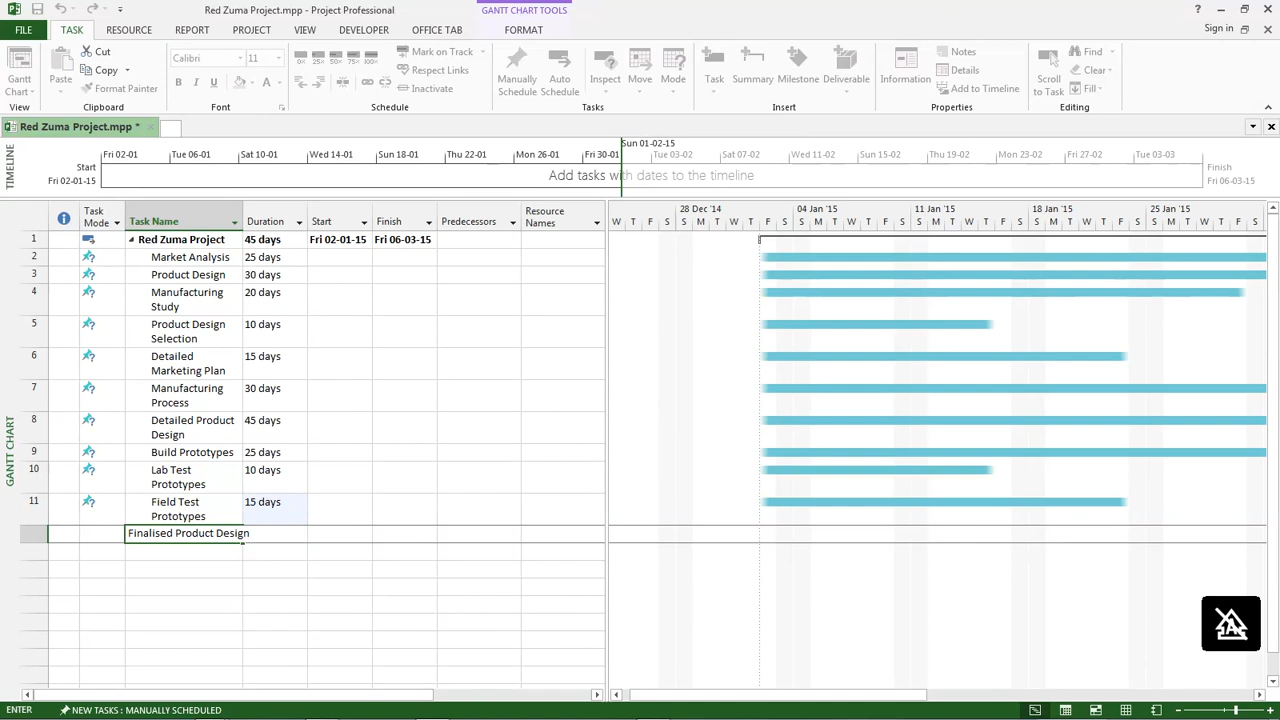 Red Zuma Project.mpp - Project Professional
GANTT CHART TOOLS
FILE TASK RESOURCE REPORT PROJECT VIEW DEVELOPER OFFICE TAB FORMAT
Sign in
Gantt Chart
View
Paste
Cut
Copy
Format Painter
Clipboard
Calibri 11
B I U A
Font
Mark on Track
Respect Links
Inactivate
Schedule
Manually Schedule
Auto Schedule
Inspect
Move
Mode
Tasks
Task
Summary
Milestone
Deliverable
Insert
Information
Notes
Details
Add to Timeline
Properties
Scroll to Task
Find
Clear
Fill
Editing
Red Zuma Project.mpp *
TIMELINE
Sun 01-02-15
Fri 02-01 Tue 06-01 Sat 10-01 Wed 14-01 Sun 18-01 Thu 22-01 Mon 26-01 Fri 30-01 Tue 03-02 Sat 07-02 Wed 11-02 Sun 15-02 Thu 19-02 Mon 23-02 Fri 27-02 Tue 03-03
Start
Fri 02-01-15
Add tasks with dates to the timeline
Finish
Fri 06-03-15
GANTT CHART
Task Mode Task Name Duration Start Finish Predecessors Resource Names
28 Dec '14 04 Jan '15 11 Jan '15 18 Jan '15 25 Jan '15
W T F S S M T W T F S S M T W T F S S M T W T F S S M T W T F S S M T W T F S
1 Red Zuma Project 45 days Fri 02-01-15 Fri 06-03-15
2 Market Analysis 25 days
3 Product Design 30 days
4 Manufacturing Study 20 days
5 Product Design Selection 10 days
6 Detailed Marketing Plan 15 days
7 Manufacturing Process 30 days
8 Detailed Product Design 45 days
9 Build Prototypes 25 days
10 Lab Test Prototypes 10 days
11 Field Test Prototypes 15 days
Finalised Product Design
ENTER
NEW TASKS : MANUALLY SCHEDULED